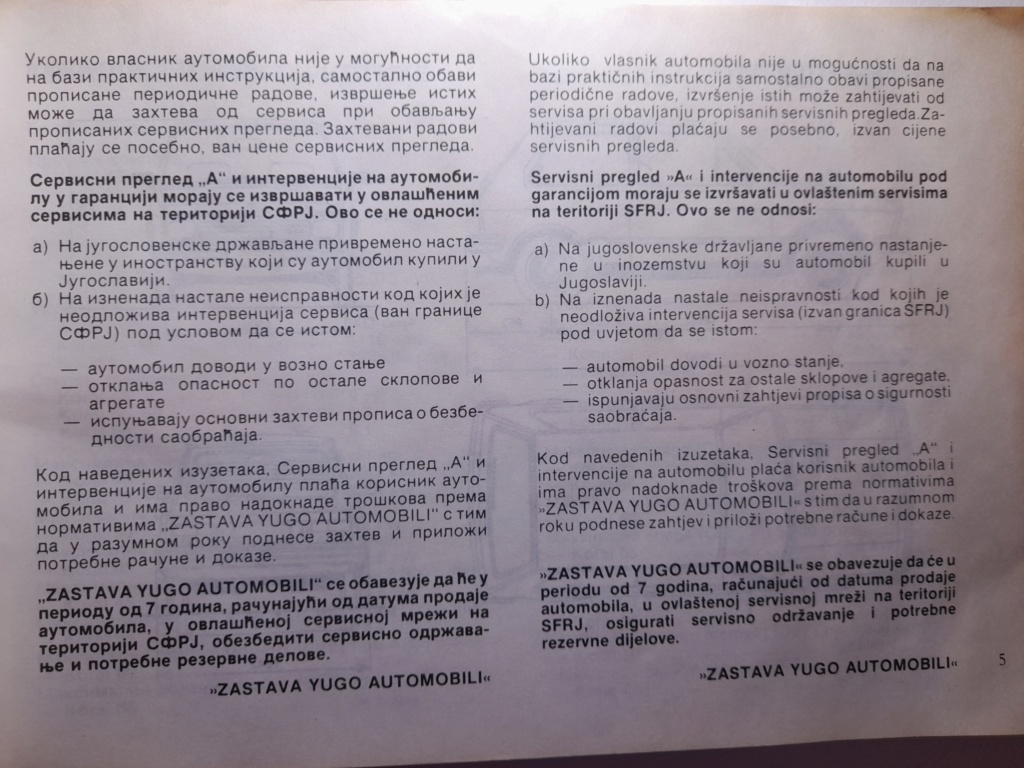 Уколико власник аутомобила није у могућности да
на бази практичних инструкција, самостално обави
прописане периодичне радове, извршење истих
може да захтева од сервиса при обављању
прописаних сервисних прегледа. Захтевани радови
плаћају се посебно, ван цене сервисних прегледа.
Сервисни преглед „А“ и интервенције на аутомоби-
лу у гаранцији морају се извршавати у овлашћеним
сервисима на територији СФРЈ. Ово се не односи:
а) На југословенске држављане привремено наста-
њене у иностранству који су аутомобил купили у
Југославији.
б) На изненада настале неисправности код којих је
неодложива интервенција сервиса (ван границе
СФРЈ) под условом да се истом:
— аутомобил доводи у возно стање
— отклања опасност по остале склопове и
агрегате
— испуњавају основни захтеви прописа о безбе-
дности саобраћаја.
Код наведених изузетака, Сервисни преглед „А“ и
интервенције на аутомобилу плаћа корисник ауто-
мобила и има право надокнаде трошкова према
нормативима „ZASTAVA YUGO AUTOMOBILI“ с тим
да у разумном року поднесе захтев и приложи
потребне рачуне и доказе.
„ZASTAVA YUGO AUTOMOBILI“ се обавезује да ће у
периоду од 7 година, рачунајући од датума продаје
аутомобила, у овлашћеној сервисној мрежи на
територији СФРЈ, обезбедити сервисно одржава-
ње и потребне резервне делове.
»ZASTAVA YUGO AUTOMOBILI«
Ukoliko vlasnik automobila nije u mogućnosti da na
bazi praktičnih instrukcija samostalno obavi propisane
periodične radove, izvršenje istih može zahtijevati od
servisa pri obavljanju propisanih servisnih pregleda. Za-
htijevani radovi plaćaju se posebno, izvan cijene
servisnih pregleda.
Servisni pregled »A« i intervencije na automobilu pod
garancijom moraju se izvršavati u ovlaštenim servisima
na teritoriji SFRJ. Ovo se ne odnosi:
a) Na jugoslovenske državljane privremeno nastanje-
ne u inozemstvu koji su automobil kupili u
Jugoslaviji.
b) Na iznenada nastale neispravnosti kod kojih je
neodloživa intervencija servisa (izvan granica SFRJ)
pod uvjetom da se istom:
— automobil dovodi u vozno stanje,
— otklanja opasnost za ostale sklopove i agregate,
— ispunjavaju osnovni zahtjevi propisa o sigurnosti
saobraćaja.
Kod navedenih izuzetaka, Servisni pregled „A“ i
intervencije na automobilu plaća korisnik automobila i
ima pravo nadoknade troškova prema normativima
»ZASTAVA YUGO AUTOMOBILI« s tim da u razumnom
roku podnese zahtjev i priloži potrebne račune i dokaze.
»ZASTAVA YUGO AUTOMOBILI« se obavezuje da će u
periodu od 7 godina, računajući od datuma prodaje
automobila, u ovlaštenoj servisnoj mreži na teritoriji
SFRJ, osigurati servisno održavanje i potrebne
rezervne dijelove.
»ZASTAVA YUGO AUTOMOBILI«
5